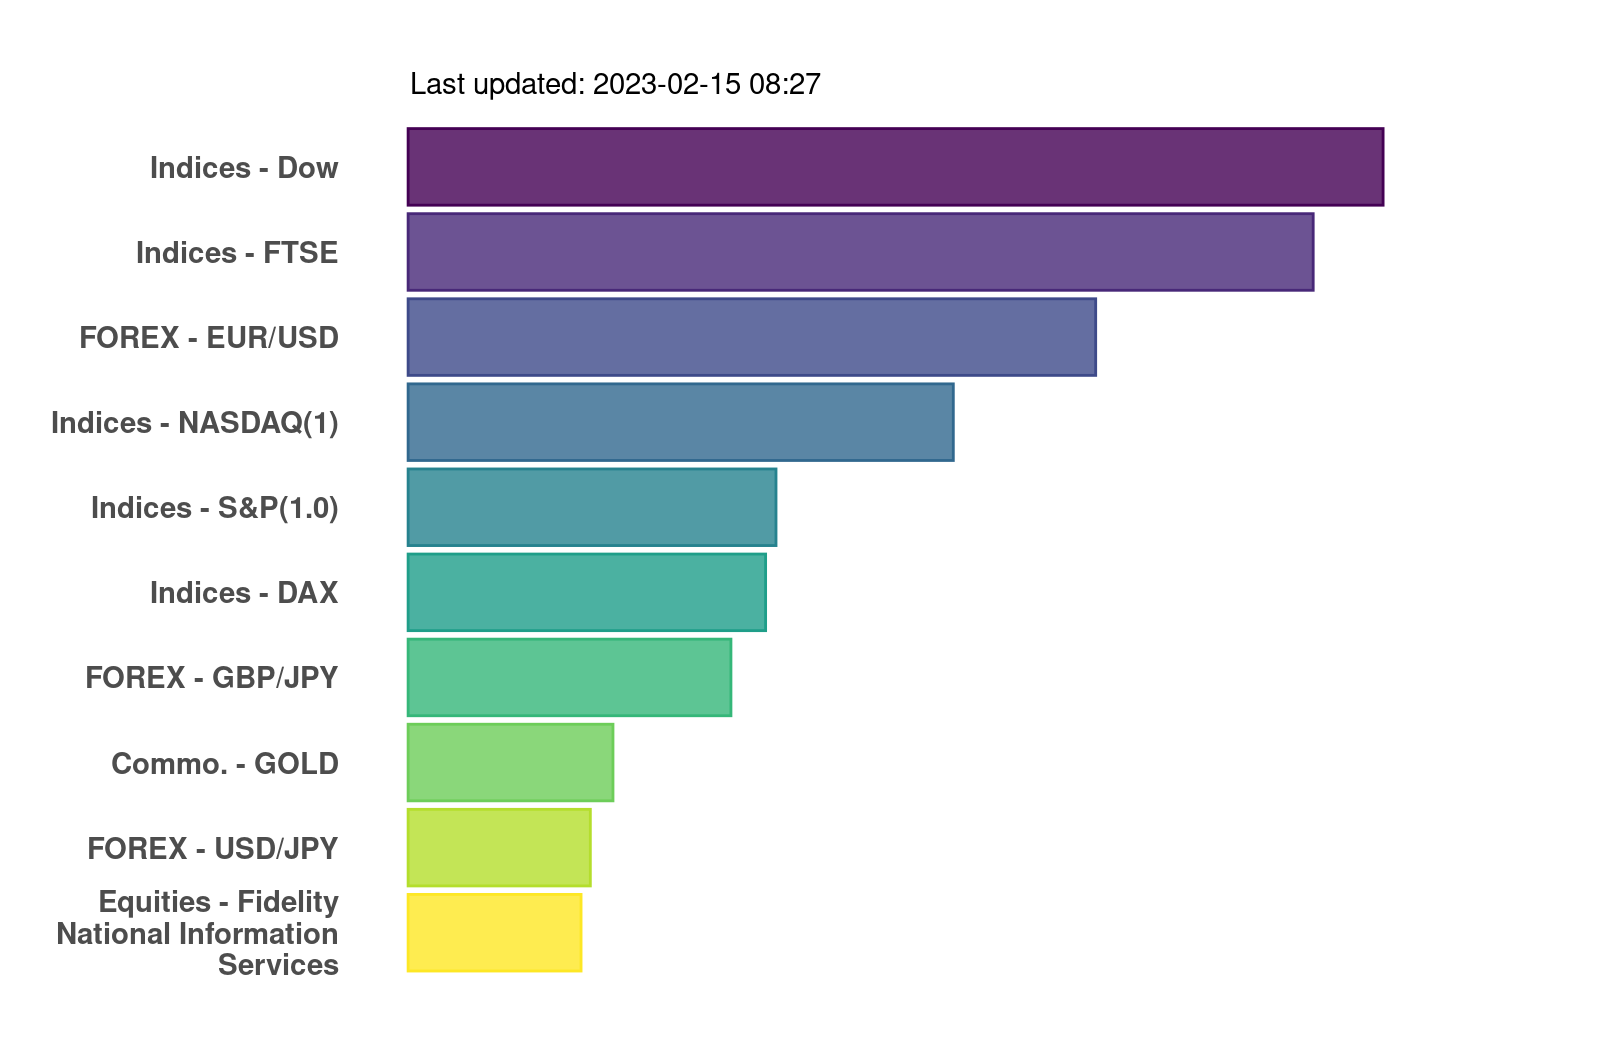 Last updated: 2023-02-15 08:27
Indices - Dow
Indices - FTSE
FOREX - EUR/USD
Indices - NASDAQ(1)
Indices - S&P(1.0)
Indices - DAX
FOREX - GBP/JPY
Commo. - GOLD
FOREX - USD/JPY
Equities - Fidelity
National Information
Services